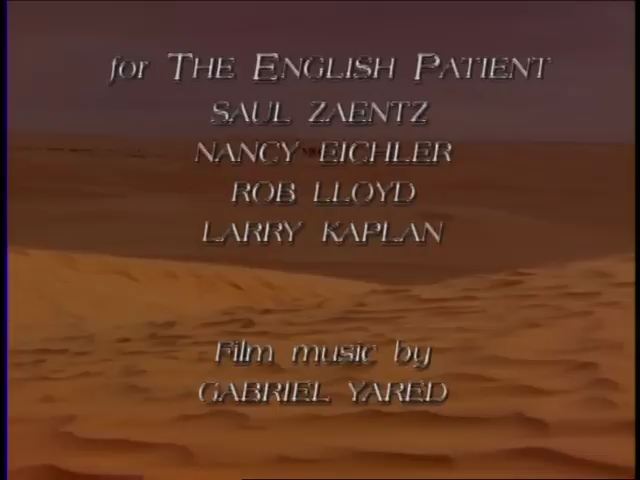 for THE ENGLISH PATIENT
SAUL ZAENTZ
NANCY EICHLER
ROB LLOYD
LARRY KAPLAN
Film music by
GABRIEL YARED